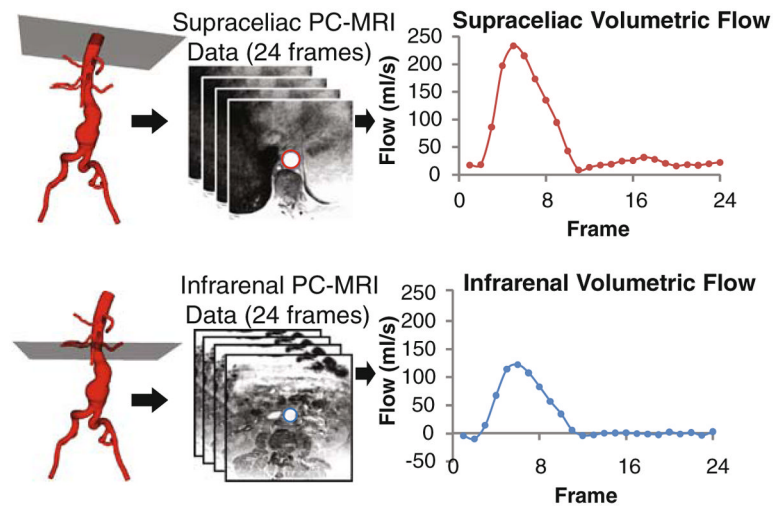 Supraceliac PC-MRI
Data (24 frames)
Supraceliac Volumetric Flow
250
200
150
100
50
0
Flow (ml/s)
0 8 16 24
Frame
Infrarenal PC-MRI
Data (24 frames)
Infrarenal Volumetric Flow
250
200
150
100
50
0
-50
Flow (ml/s)
0 8 16 24
Frame